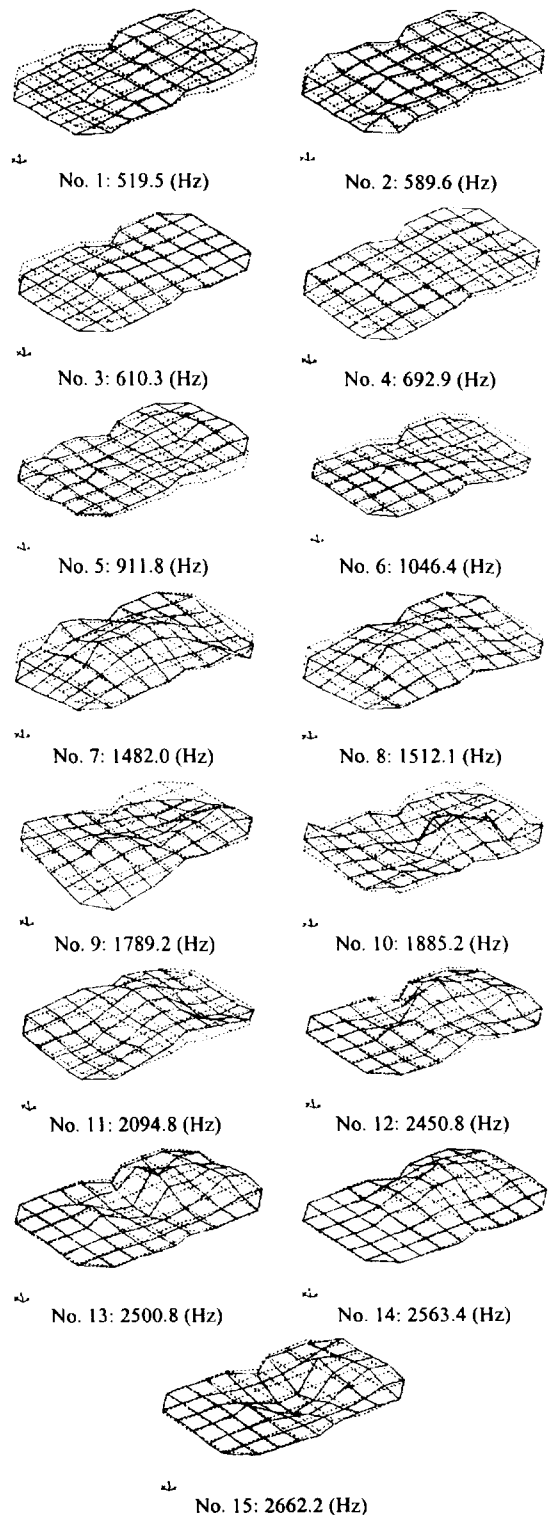 No. 1: 519.5 (Hz)
No. 2: 589.6 (Hz)
No. 3: 610.3 (Hz)
No. 4: 692.9 (Hz)
No. 5: 911.8 (Hz)
No. 6: 1046.4 (Hz)
No. 7: 1482.0 (Hz)
No. 8: 1512.1 (Hz)
No. 9: 1789.2 (Hz)
No. 10: 1885.2 (Hz)
No. 11: 2094.8 (Hz)
No. 12: 2450.8 (Hz)
No. 13: 2500.8 (Hz)
No. 14: 2563.4 (Hz)
No. 15: 2662.2 (Hz)